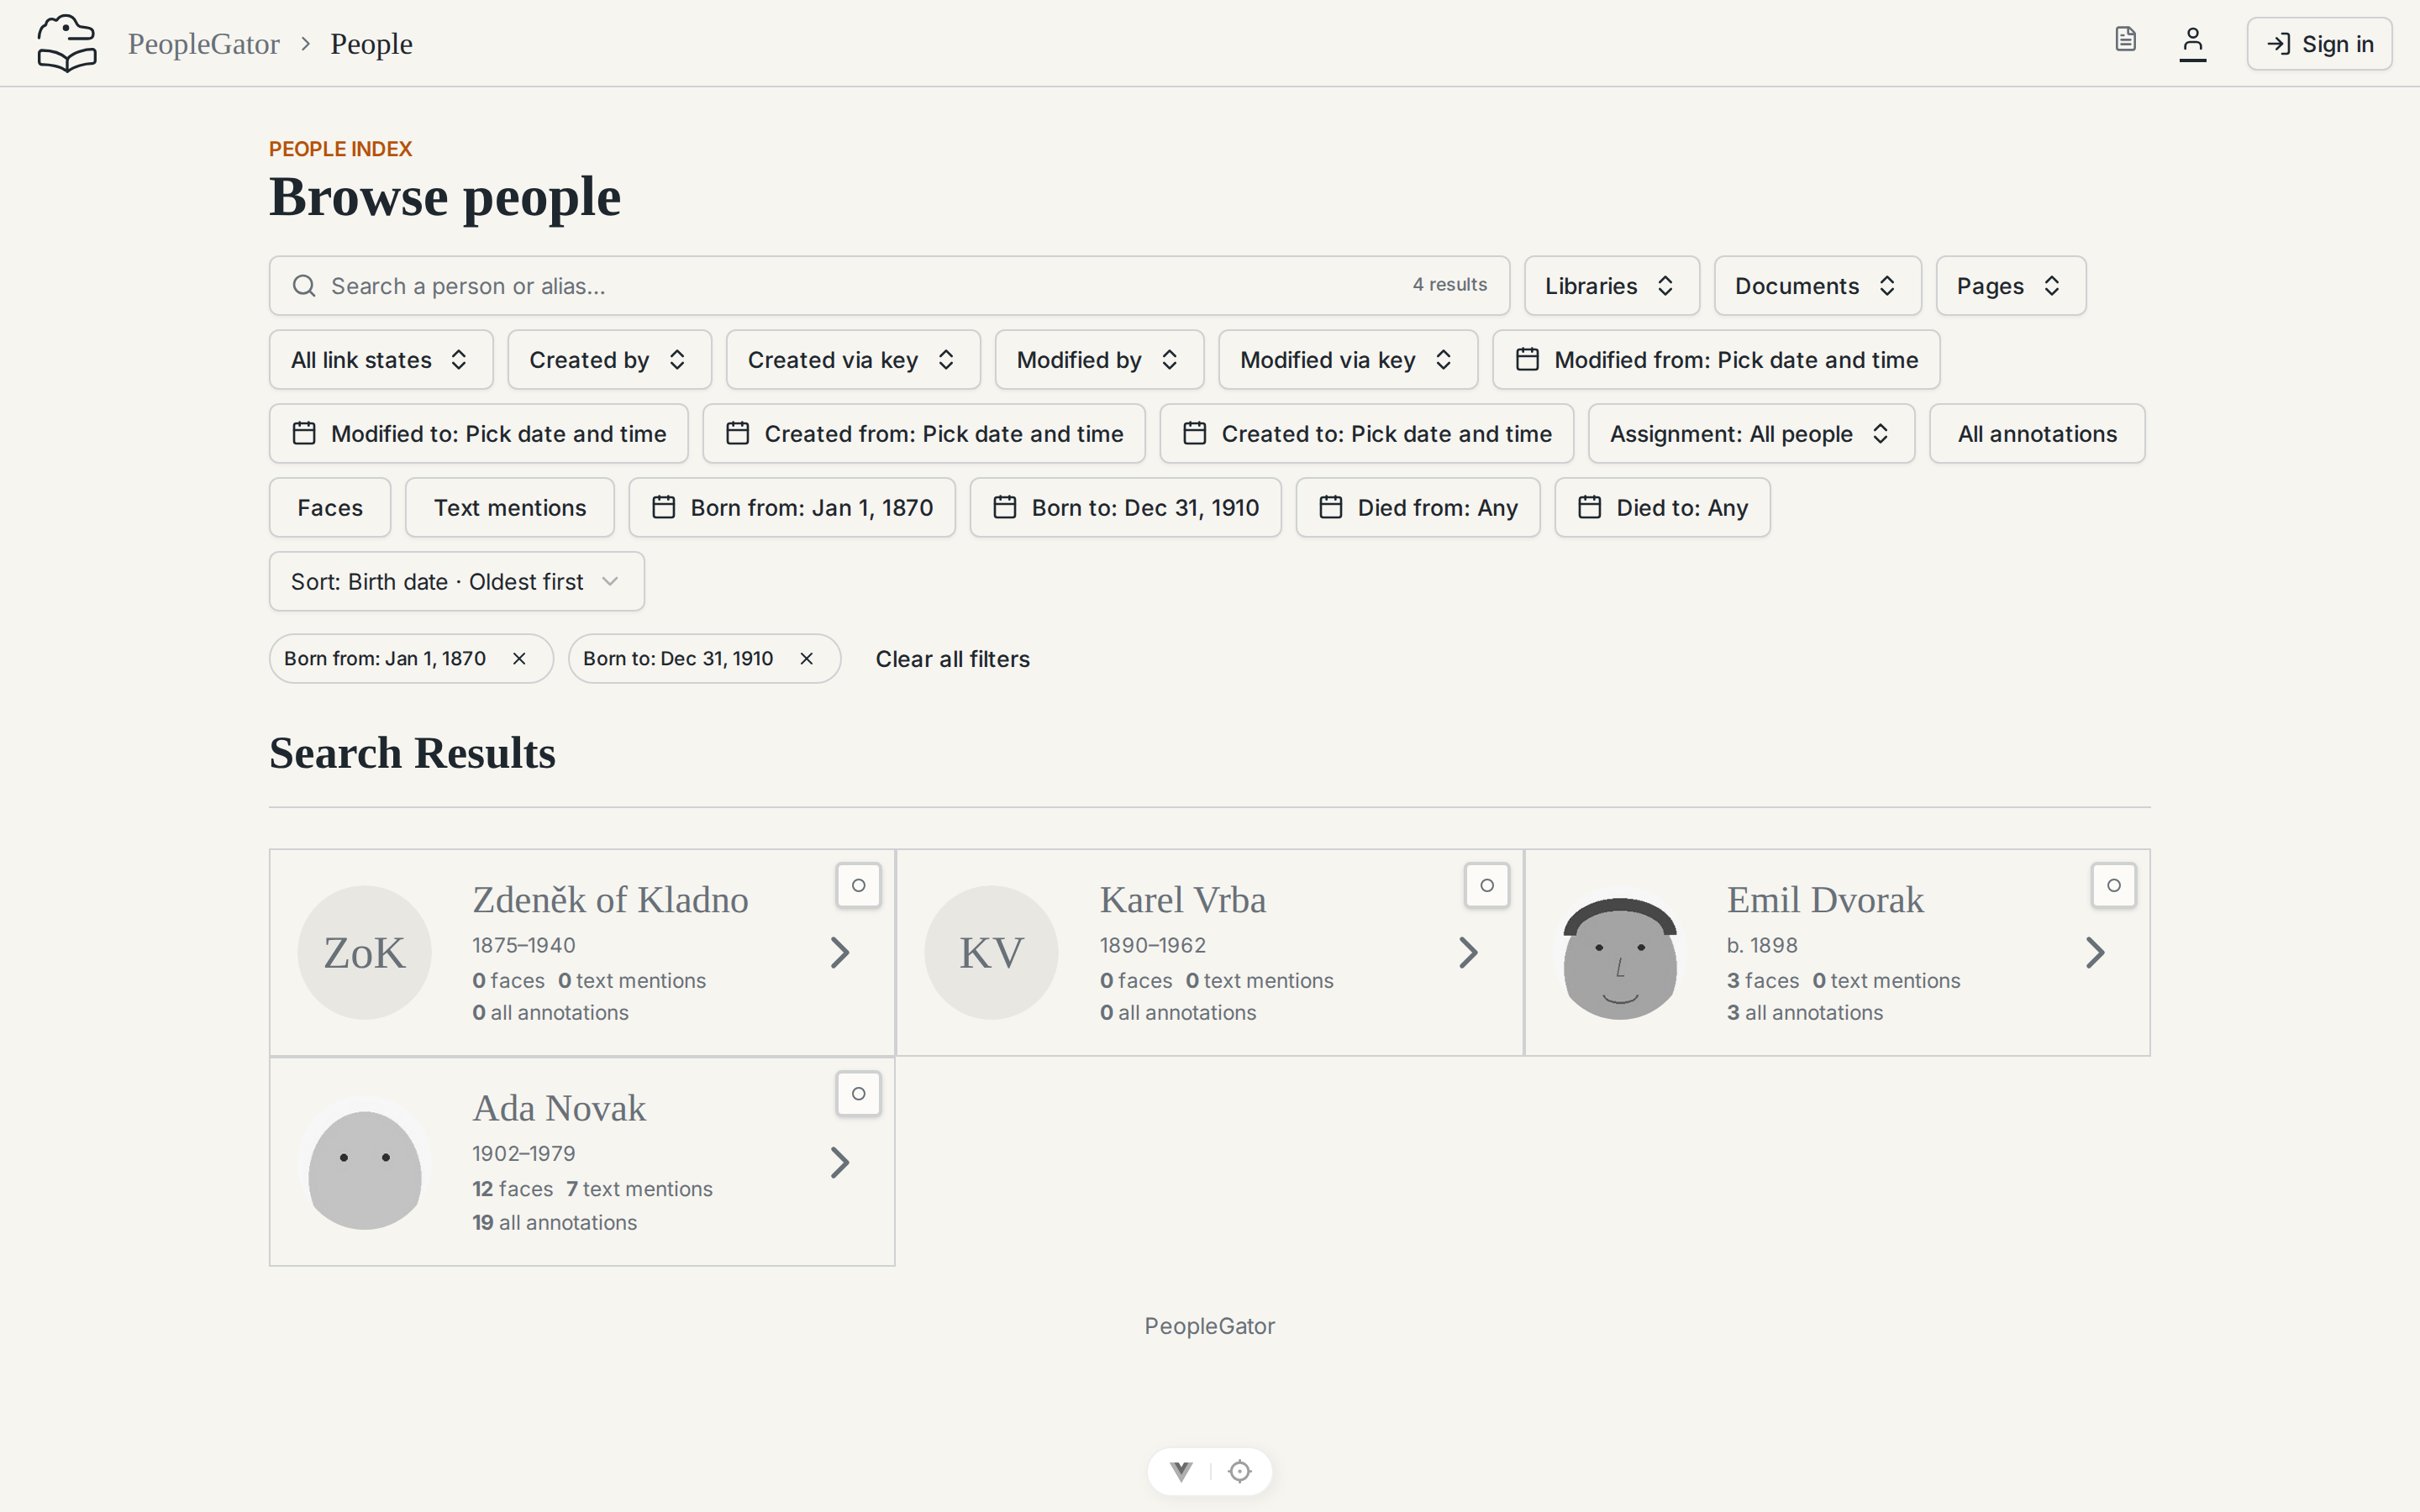 PeopleGator > People
Sign in
PEOPLE INDEX
Browse people
Search a person or alias... 4 results Libraries Documents Pages
All link states Created by Created via key Modified by Modified via key Modified from: Pick date and time
Modified to: Pick date and time Created from: Pick date and time Created to: Pick date and time Assignment: All people All annotations
Faces Text mentions Born from: Jan 1, 1870 Born to: Dec 31, 1910 Died from: Any Died to: Any
Sort: Birth date · Oldest first
Born from: Jan 1, 1870 Born to: Dec 31, 1910 Clear all filters
Search Results
ZoK
Zdeněk of Kladno
1875–1940
0 faces 0 text mentions
0 all annotations
KV
Karel Vrba
1890–1962
0 faces 0 text mentions
0 all annotations
Emil Dvorak
b. 1898
3 faces 0 text mentions
3 all annotations
Ada Novak
1902–1979
12 faces 7 text mentions
19 all annotations
PeopleGator